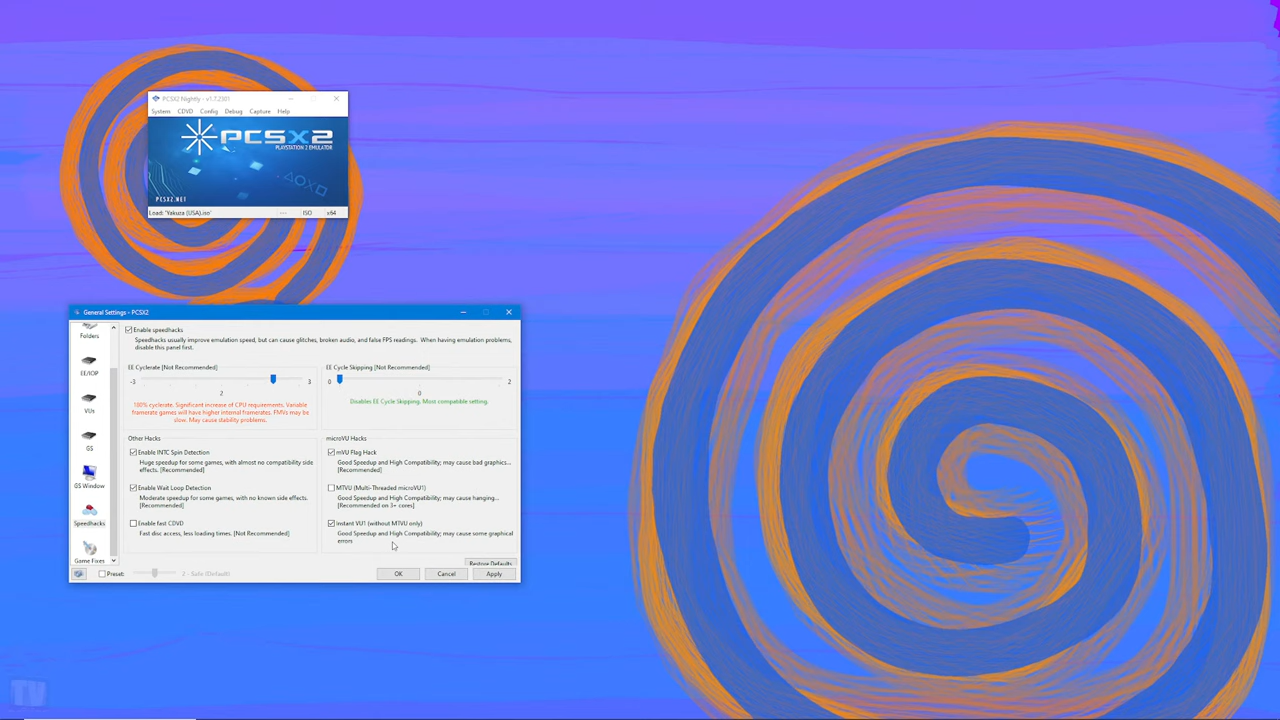 PCSX2 Nightly - v1.7.2301
System CDVD Config Debug Capture Help
PCSX2
PLAYSTATION 2 EMULATOR
PCSX2.NET
Load: 'Yakuza (USA).iso' --- ISO x64
General Settings - PCSX2
Folders
EE/IOP
VUs
GS
GS Window
Speedhacks
Game Fixes
Enable speedhacks
Speedhacks usually improve emulation speed, but can cause glitches, broken audio, and false FPS readings. When having emulation problems,
disable this panel first.
EE Cyclerate [Not Recommended]
-3 3
2
180% cyclerate. Significant increase of CPU requirements. Variable
framerate games will have higher internal framerates. FMVs may be
slow. May cause stability problems.
EE Cycle Skipping [Not Recommended]
0 2
0
Disables EE Cycle Skipping. Most compatible setting.
Other Hacks
Enable INTC Spin Detection
Huge speedup for some games, with almost no compatibility side
effects. [Recommended]
Enable Wait Loop Detection
Moderate speedup for some games, with no known side effects.
[Recommended]
Enable fast CDVD
Fast disc access, less loading times. [Not Recommended]
microVU Hacks
mVU Flag Hack
Good Speedup and High Compatibility; may cause bad graphics...
[Recommended]
MTVU (Multi-Threaded microVU1)
Good Speedup and High Compatibility; may cause hanging...
[Recommended on 3+ cores]
Instant VU1 (without MTVU only)
Good Speedup and High Compatibility; may cause some graphical
errors
Restore Defaults
Preset: 2 - Safe (Default)
OK Cancel Apply
TV